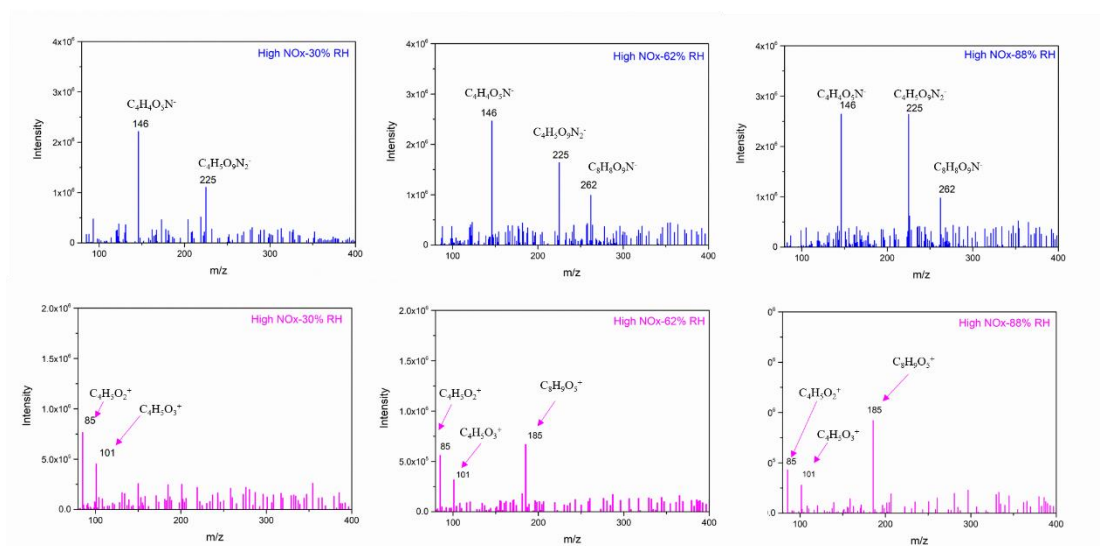 High NOx-30% RH
4x10⁶
3x10⁶
2x10⁶
1x10⁶
0
Intensity
C₄H₄O₅N⁻
146
C₄H₅O₉N₂⁻
225
100
200
300
400
m/z
High NOx-62% RH
4x10⁶
3x10⁶
2x10⁶
1x10⁶
0
Intensity
C₄H₄O₅N⁻
146
C₄H₅O₉N₂⁻
225
C₈H₈O₉N⁻
262
100
200
300
400
m/z
High NOx-88% RH
4x10⁶
3x10⁶
2x10⁶
1x10⁶
0
Intensity
C₄H₄O₅N⁻
146
C₄H₅O₉N₂⁻
225
C₈H₈O₉N⁻
262
100
200
300
400
m/z
High NOx-30% RH
2.0x10⁶
1.5x10⁶
1.0x10⁶
5.0x10⁵
0.0
Intensity
C₄H₅O₂⁺
85
C₄H₅O₃⁺
101
100
200
300
400
m/z
High NOx-62% RH
2.0x10⁶
1.5x10⁶
1.0x10⁶
5.0x10⁵
0.0
Intensity
C₄H₅O₂⁺
85
C₄H₅O₃⁺
101
C₈H₉O₅⁺
185
100
200
300
400
m/z
High NOx-88% RH
C₄H₅O₂⁺
85
C₄H₅O₃⁺
101
C₈H₉O₅⁺
185
100
200
300
400
m/z